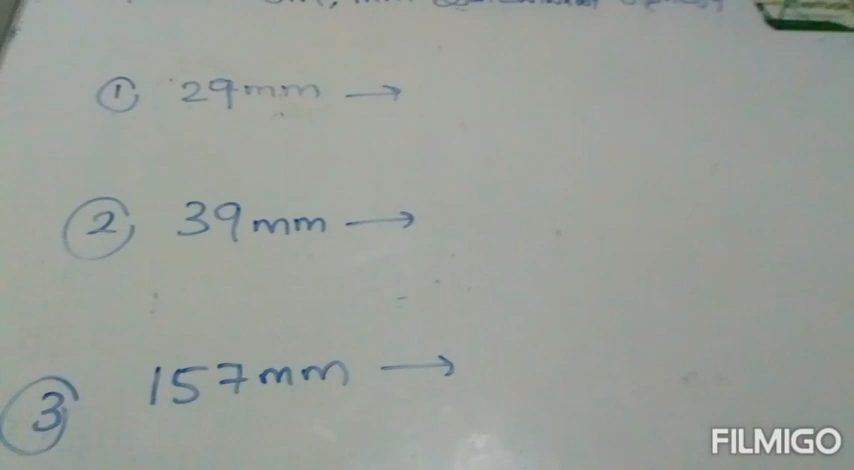 ① 29mm →
② 39mm →
③ 157mm →
FILMIGO